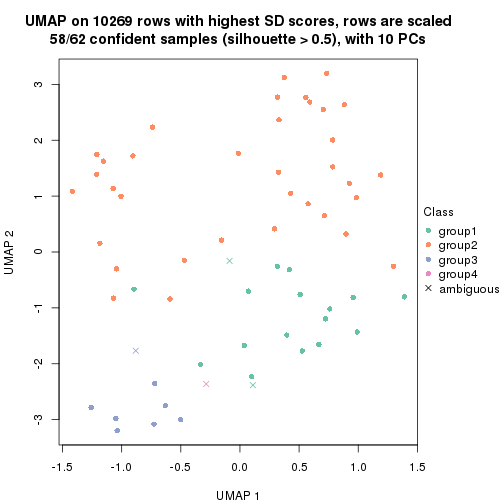 UMAP on 10269 rows with highest SD scores, rows are scaled
58/62 confident samples (silhouette > 0.5), with 10 PCs
3
2
1
0
-1
-2
-3
UMAP 2
-1.5 -1.0 -0.5 0.0 0.5 1.0 1.5
UMAP 1
Class
group1
group2
group3
group4
ambiguous